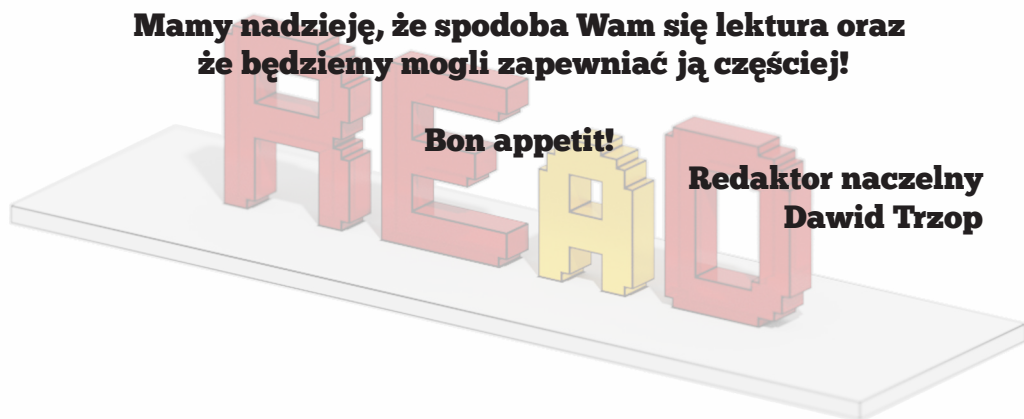 Mamy nadzieję, że spodoba Wam się lektura oraz
że będziemy mogli zapewniać ją częściej!
Bon appetit!
Redaktor naczelny
Dawid Trzop
READ